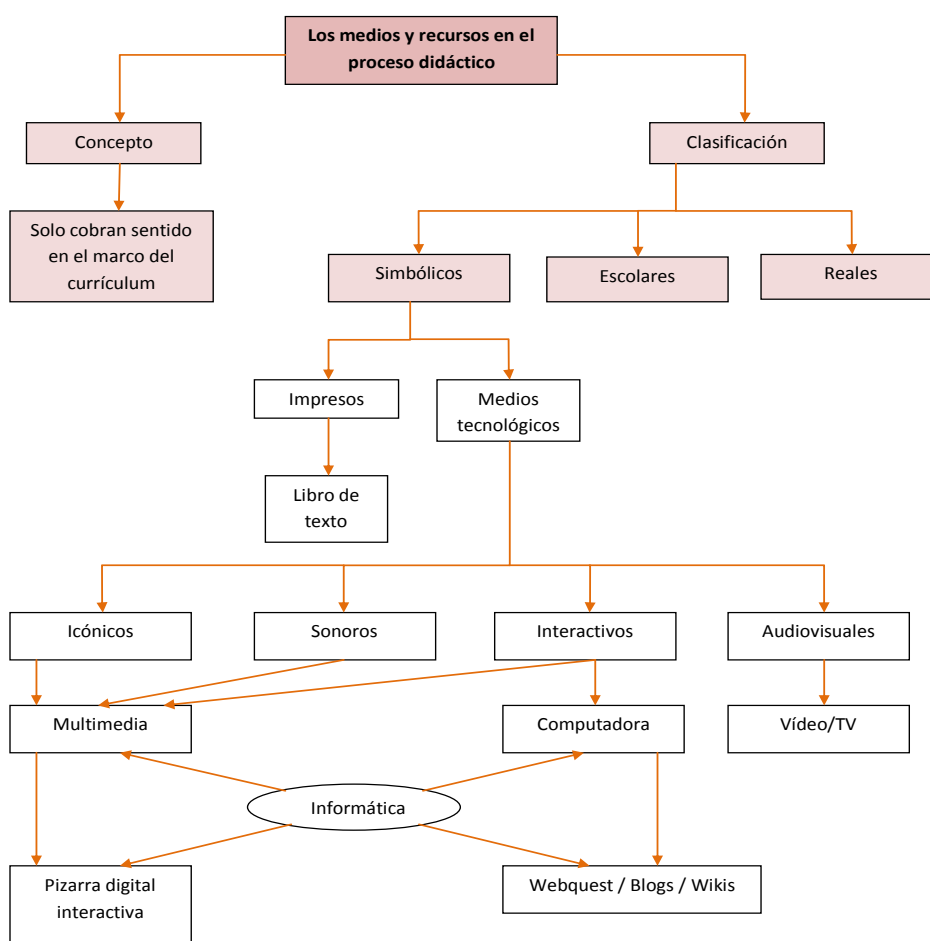 Los medios y recursos en el
proceso didáctico
Concepto
Clasificación
Solo cobran sentido
en el marco del
currículum
Simbólicos
Escolares
Reales
Impresos
Medios
tecnológicos
Libro de
texto
Icónicos
Sonoros
Interactivos
Audiovisuales
Multimedia
Computadora
Vídeo/TV
Informática
Pizarra digital
interactiva
Webquest / Blogs / Wikis